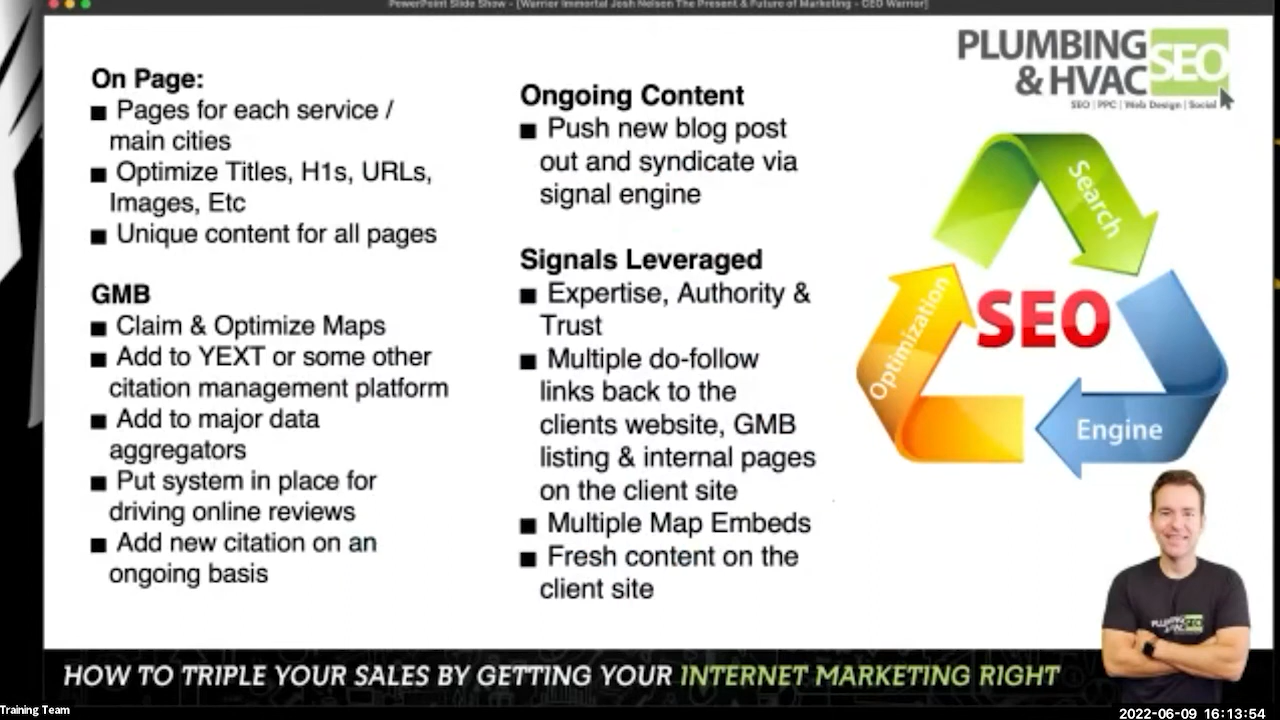 PowerPoint Slide Show - [Warrior Immortal Josh Nelson The Present & Future of Marketing - CEO Warrior]
PLUMBING
& HVAC
SEO
SEO | PPC | Web Design | Social
On Page:
■ Pages for each service /
main cities
■ Optimize Titles, H1s, URLs,
Images, Etc
■ Unique content for all pages
GMB
■ Claim & Optimize Maps
■ Add to YEXT or some other
citation management platform
■ Add to major data
aggregators
■ Put system in place for
driving online reviews
■ Add new citation on an
ongoing basis
Ongoing Content
■ Push new blog post
out and syndicate via
signal engine
Signals Leveraged
■ Expertise, Authority &
Trust
■ Multiple do-follow
links back to the
clients website, GMB
listing & internal pages
on the client site
■ Multiple Map Embeds
■ Fresh content on the
client site
Search
Optimization
SEO
Engine
PLUMBING
& HVAC SEO
HOW TO TRIPLE YOUR SALES BY GETTING YOUR INTERNET MARKETING RIGHT
Training Team
2022-06-09 16:13:54